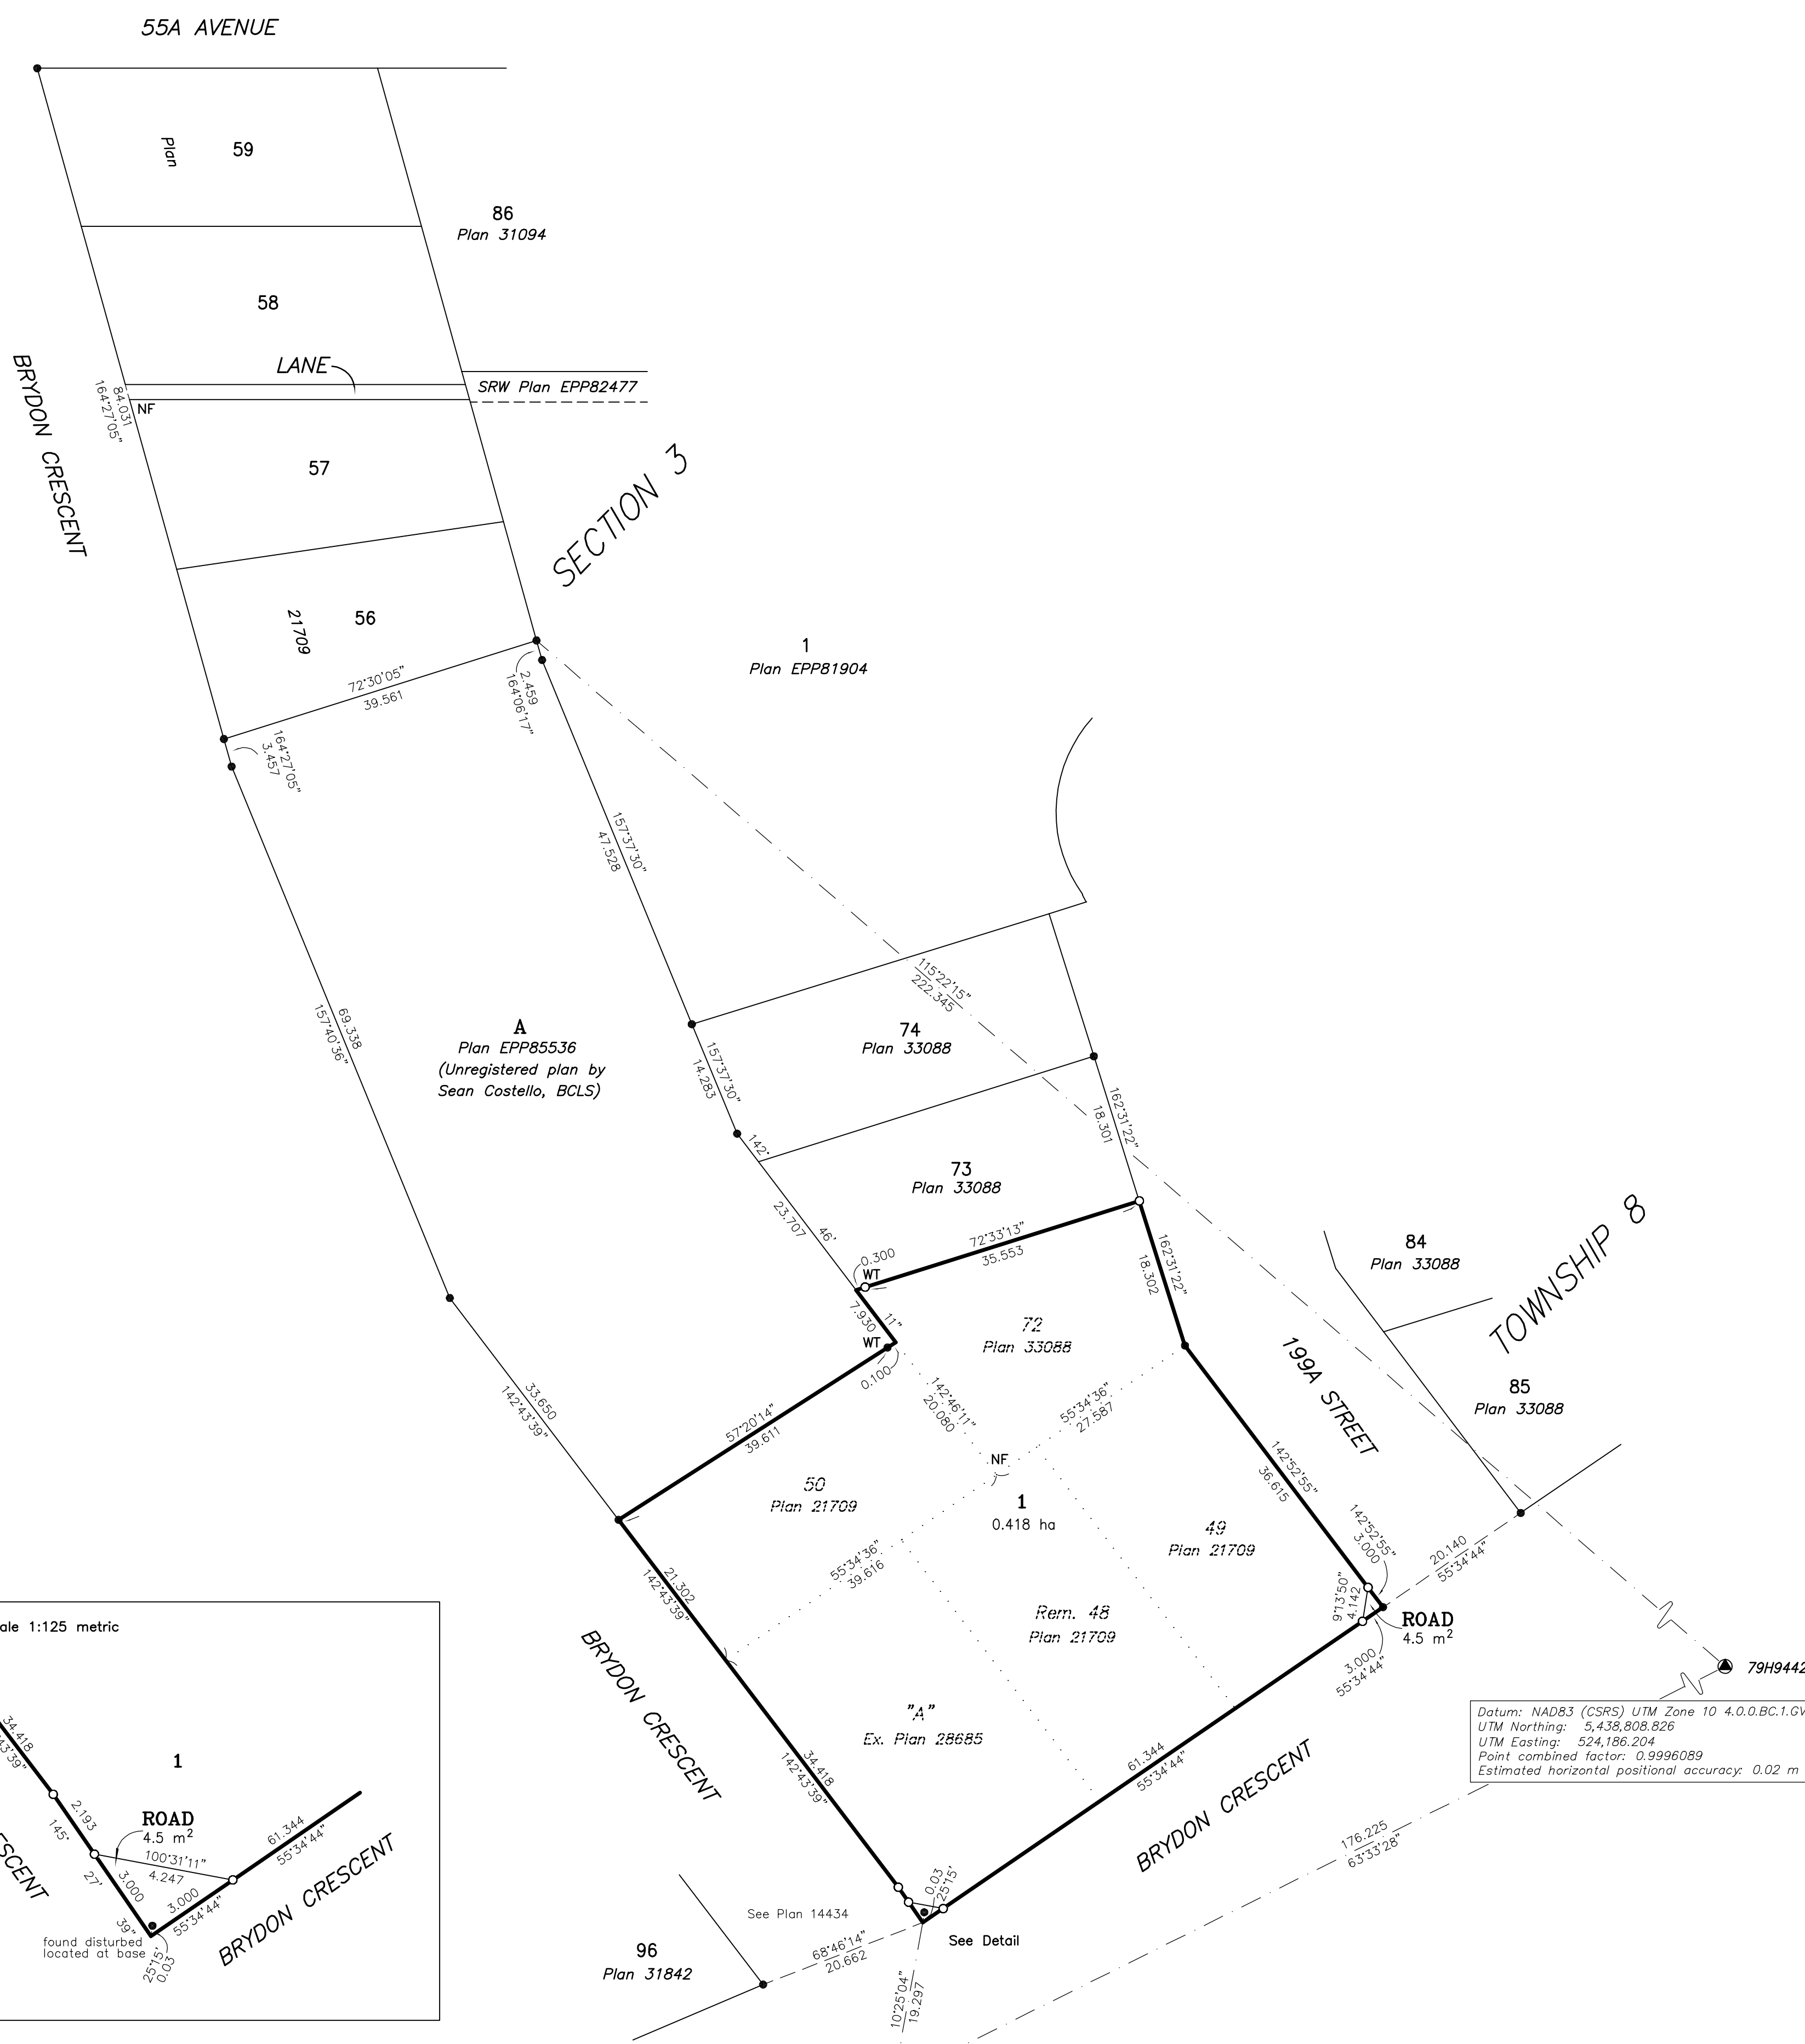 55A AVENUE
Plan
59
86
Plan 31094
58
LANE
SRW Plan EPP82477
NF
84.031
164°27'05"
BRYDON CRESCENT
57
SECTION 3
56
21709
72°30'05"
39.561
2.459
164°06'17"
164°27'05"
3.457
1
Plan EPP81904
157°37'30"
47.528
115°22'15"
222.345
69.338
157°40'36"
A
Plan EPP85536
(Unregistered plan by
Sean Costello, BCLS)
74
Plan 33088
157°37'30"
14.283
162°31'22"
18.301
142°
46'
11"
23.707
73
Plan 33088
72°33'13"
35.553
0.300
WT
7.930
WT
0.100
162°31'22"
18.302
84
Plan 33088
TOWNSHIP 8
72
Plan 33088
199A STREET
85
Plan 33088
33.650
142°43'39"
57°20'14"
39.611
142°46'11"
20.080
55°34'36"
27.587
NF
50
Plan 21709
1
0.418 ha
142°52'55"
36.615
49
Plan 21709
55°34'36"
39.616
142°52'55"
3.000
20.140
55°34'44"
9°13'50"
4.142
ROAD
4.5 m²
3.000
55°34'44"
21.302
142°43'39"
Rem. 48
Plan 21709
BRYDON CRESCENT
"A"
Ex. Plan 28685
34.418
142°43'39"
61.344
55°34'44"
BRYDON CRESCENT
79H9442
Datum: NAD83 (CSRS) UTM Zone 10 4.0.0.BC.1.GV
UTM Northing: 5,438,808.826
UTM Easting: 524,186.204
Point combined factor: 0.9996089
Estimated horizontal positional accuracy: 0.02 m
176.225
63°33'28"
0.03
25°15'
See Plan 14434
See Detail
96
Plan 31842
68°46'14"
20.662
10°25'04"
19.297
ale 1:125 metric
34.418
43'39"
1
2.193
145°
27'
39"
ROAD
4.5 m²
100°31'11"
4.247
3.000
3.000
55°34'44"
61.344
55°34'44"
SCENT
BRYDON CRESCENT
found disturbed
located at base
25°15'
0.03